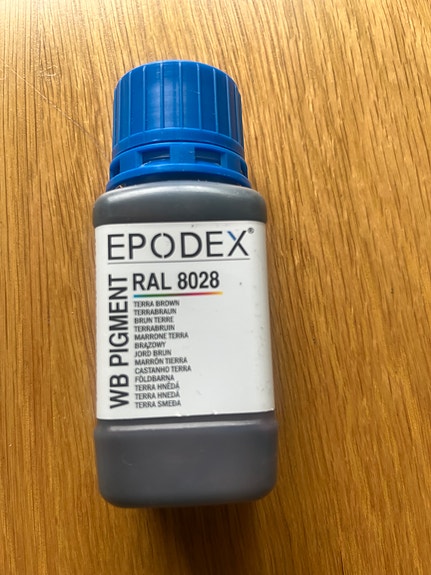 EPODEX®
WB PIGMENT
RAL 8028
TERRA BROWN
TERRABRAUN
BRUN TERRE
TERRABRUIN
MARRONE TERRA
BRĄZOWY
JORD BRUN
MARRÓN TIERRA
CASTANHO TERRA
FÖLDBARNA
TERRA HNĚDÁ
TERRA HNEDÁ
TERRA SMEĐA